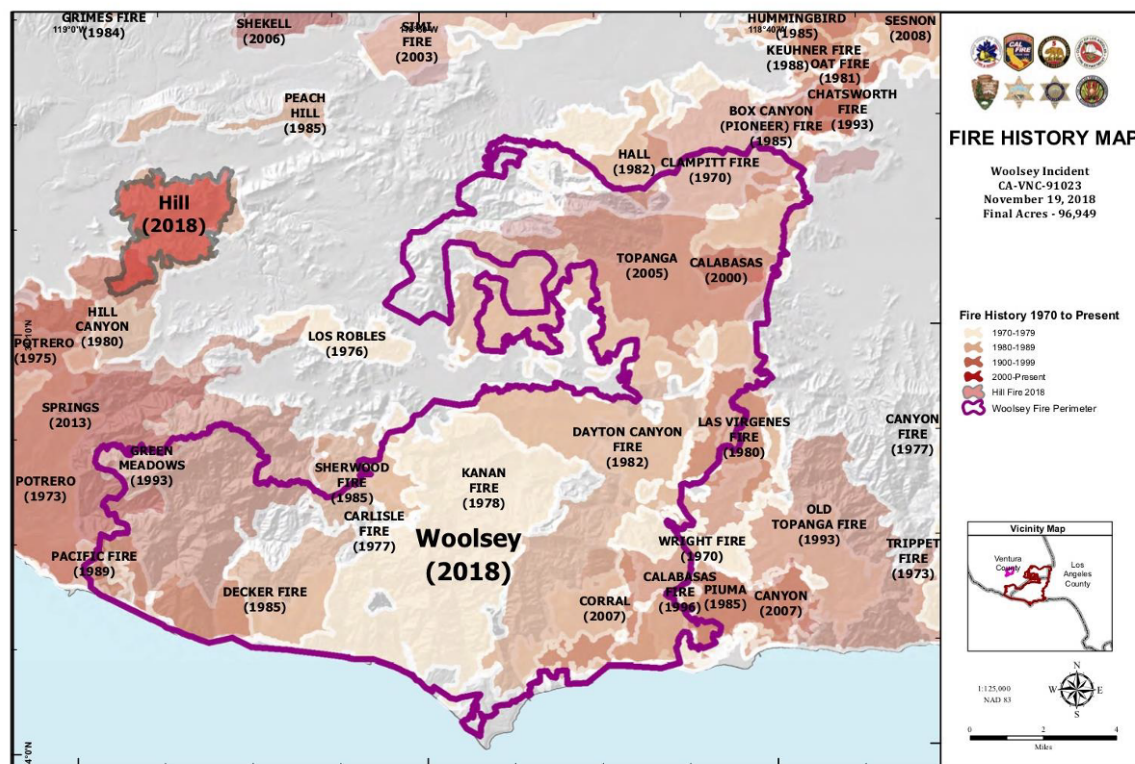 GRIMES FIRE
(1984)
119°0'W
SHEKELL
(2006)
SIMI
FIRE
(2003)
HUMMINGBIRD
(1985)
118°40'W
SESNON
(2008)
KEUHNER FIRE
(1988)
OAT FIRE
(1981)
CHATSWORTH
FIRE
(1993)
PEACH
HILL
(1985)
BOX CANYON
(PIONEER) FIRE
(1985)
HALL
(1982)
CLAMPITT FIRE
(1970)
Hill
(2018)
TOPANGA
(2005)
CALABASAS
(2000)
HILL
CANYON
(1980)
POTRERO
(1975)
LOS ROBLES
(1976)
SPRINGS
(2013)
GREEN
MEADOWS
(1993)
POTRERO
(1973)
SHERWOOD
FIRE
(1985)
KANAN
FIRE
(1978)
DAYTON CANYON
FIRE
(1982)
LAS VIRGENES
FIRE
(1980)
CANYON
FIRE
(1977)
CARLISLE
FIRE
(1977)
Woolsey
(2018)
OLD
TOPANGA FIRE
(1993)
WRIGHT FIRE
(1970)
TRIPPET
FIRE
(1973)
PACIFIC FIRE
(1989)
DECKER FIRE
(1985)
CORRAL
(2007)
CALABASAS
FIRE
(1996)
PIUMA
(1985)
CANYON
(2007)
CAL
FIRE
FIRE HISTORY MAP
Woolsey Incident
CA-VNC-91023
November 19, 2018
Final Acres - 96,949
Fire History 1970 to Present
1970-1979
1980-1989
1900-1999
2000-Present
Hill Fire 2018
Woolsey Fire Perimeter
Vicinity Map
Ventura
County
Los
Angeles
County
1:125,000
NAD 83
N
W
E
S
0 2 4
Miles